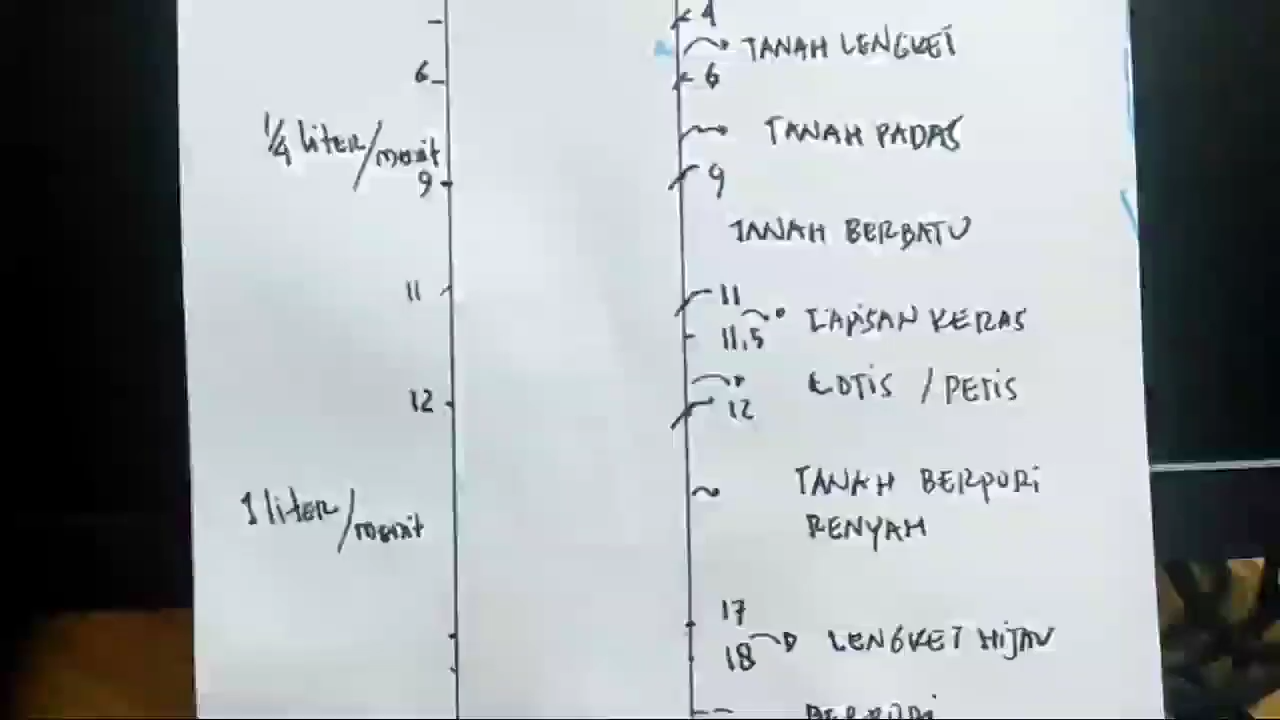 4
TANAH LENGKET
6
6
TANAH PADAS
1/4 liter/menit
9
9
TANAH BERBATU
11
11
11,5
LAPISAN KERAS
12
12
/ PETIS
TANAH BERPORI
RENYAH
1 liter/menit
17
18
LENGKET HIJAU
BERPORI